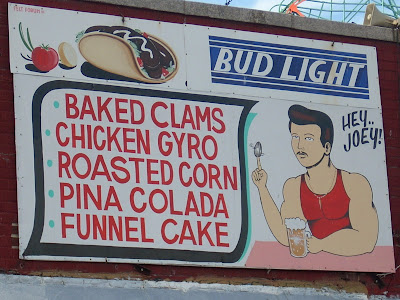 BUD LIGHT
BAKED CLAMS
CHICKEN GYRO
ROASTED CORN
PINA COLADA
FUNNEL CAKE
HEY..
JOEY!